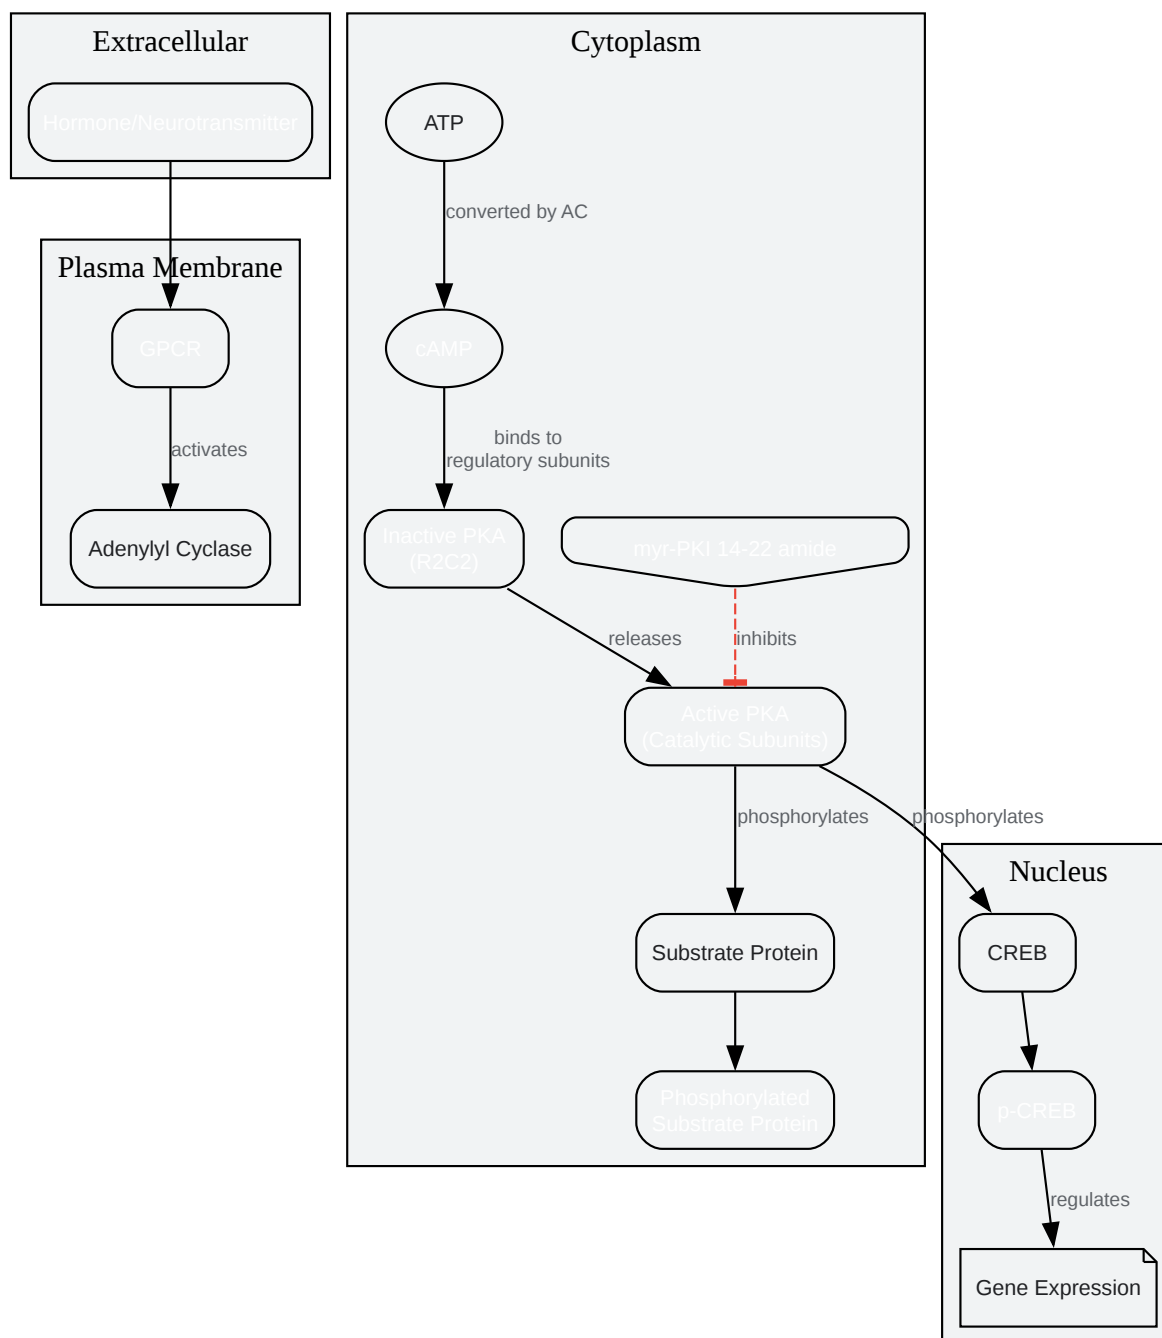 Extracellular
Hormone/Neurotransmitter
Plasma Membrane
GPCR
activates
Adenylyl Cyclase
Cytoplasm
ATP
converted by AC
cAMP
binds to
regulatory subunits
Inactive PKA
(R2C2)
myr-PKI 14-22 amide
releases
inhibits
Active PKA
(Catalytic Subunits)
phosphorylates
phosphorylates
Substrate Protein
Phosphorylated
Substrate Protein
Nucleus
CREB
p-CREB
regulates
Gene Expression